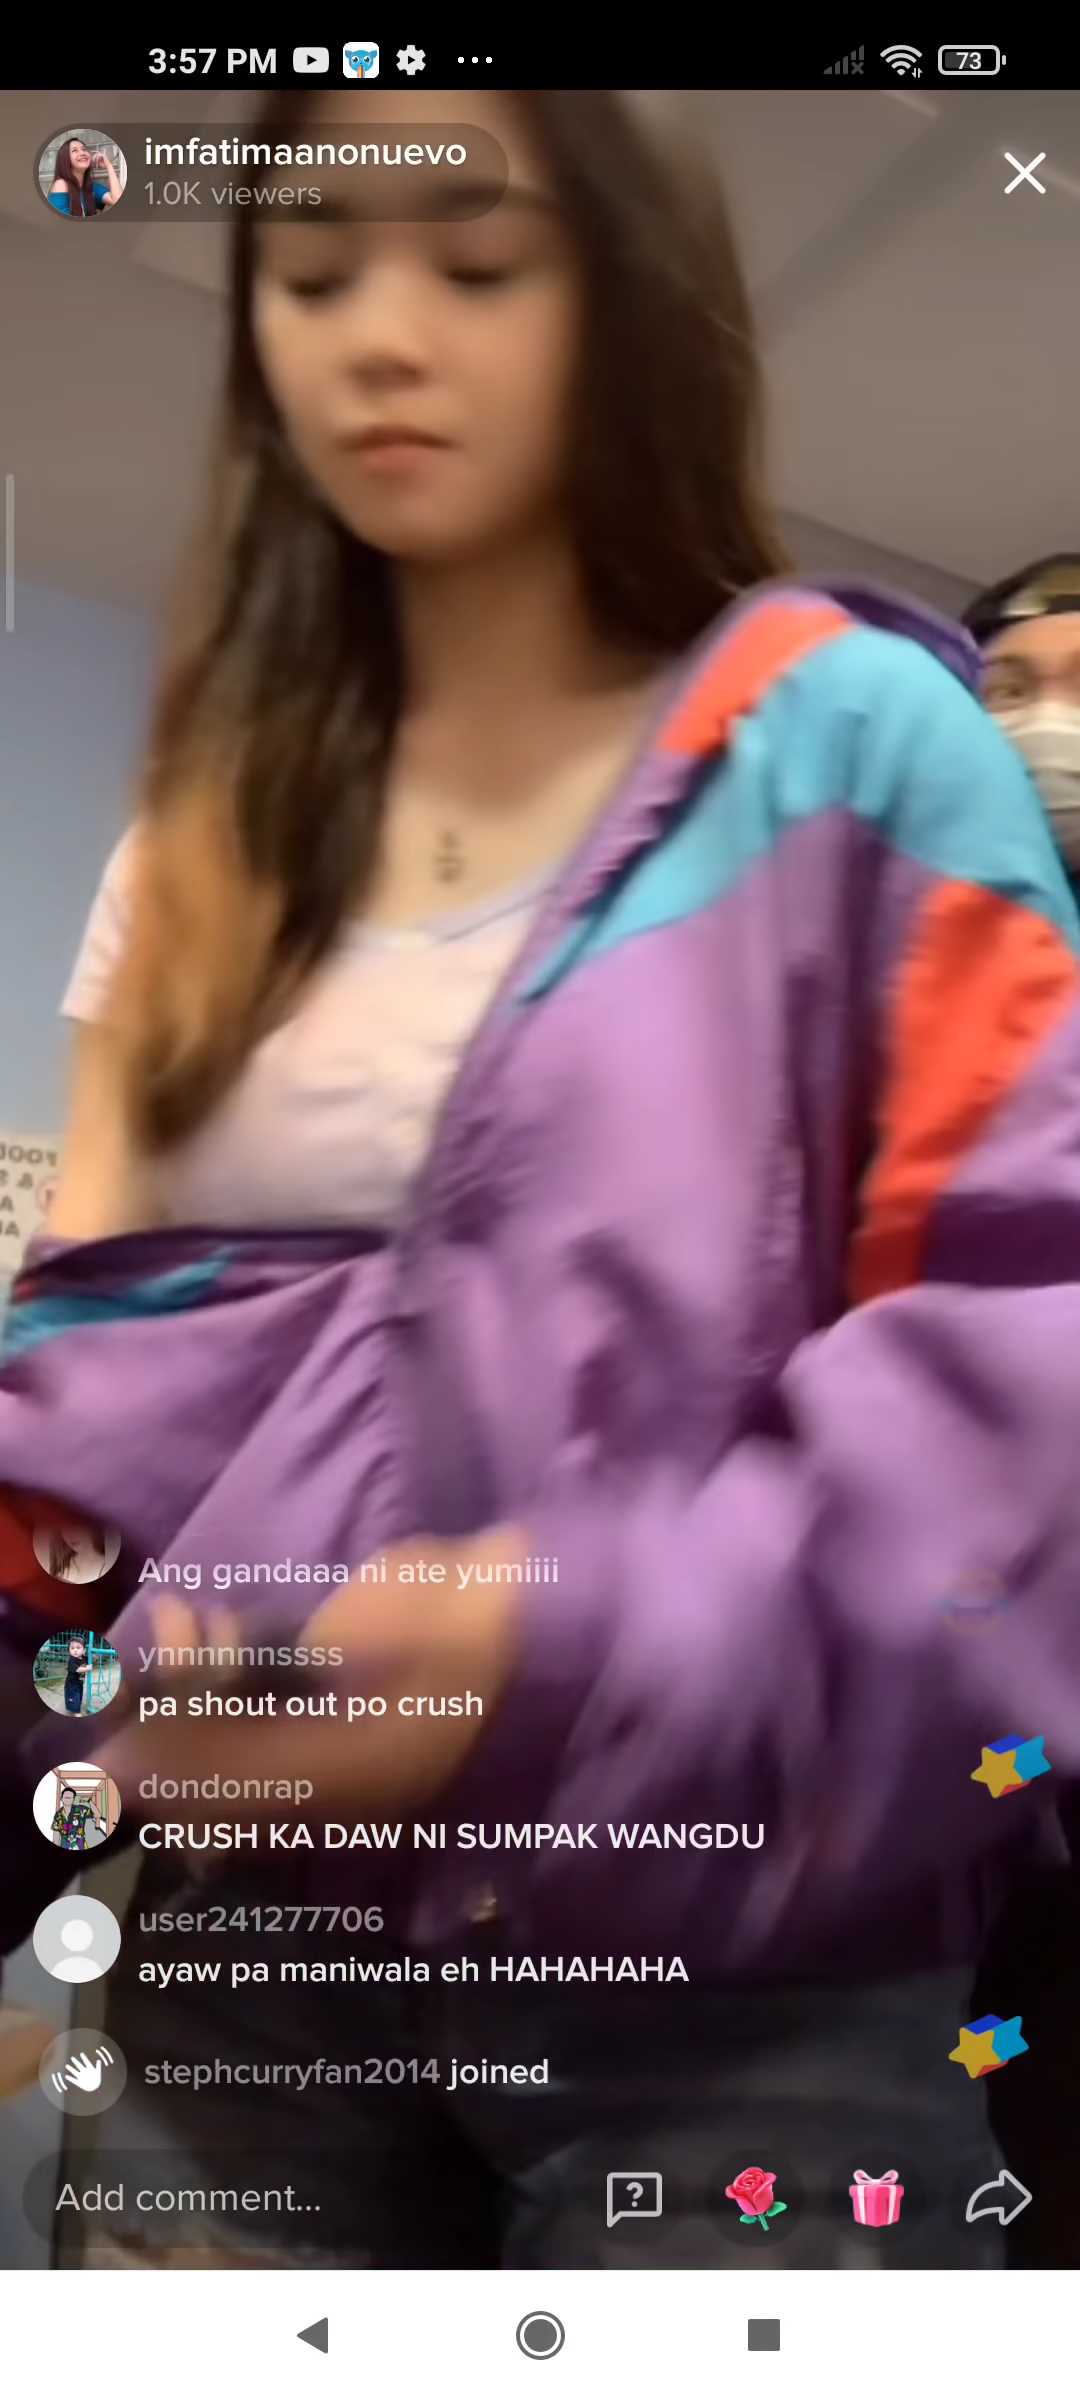 3:57 PM
73
imfatimaanonuevo
1.0K viewers
Ang gandaaa ni ate yumiiii
ynnnnnnssss
pa shout out po crush
dondonrap
CRUSH KA DAW NI SUMPAK WANGDU
user241277706
ayaw pa maniwala eh HAHAHAHA
stephcurryfan2014 joined
Add comment...